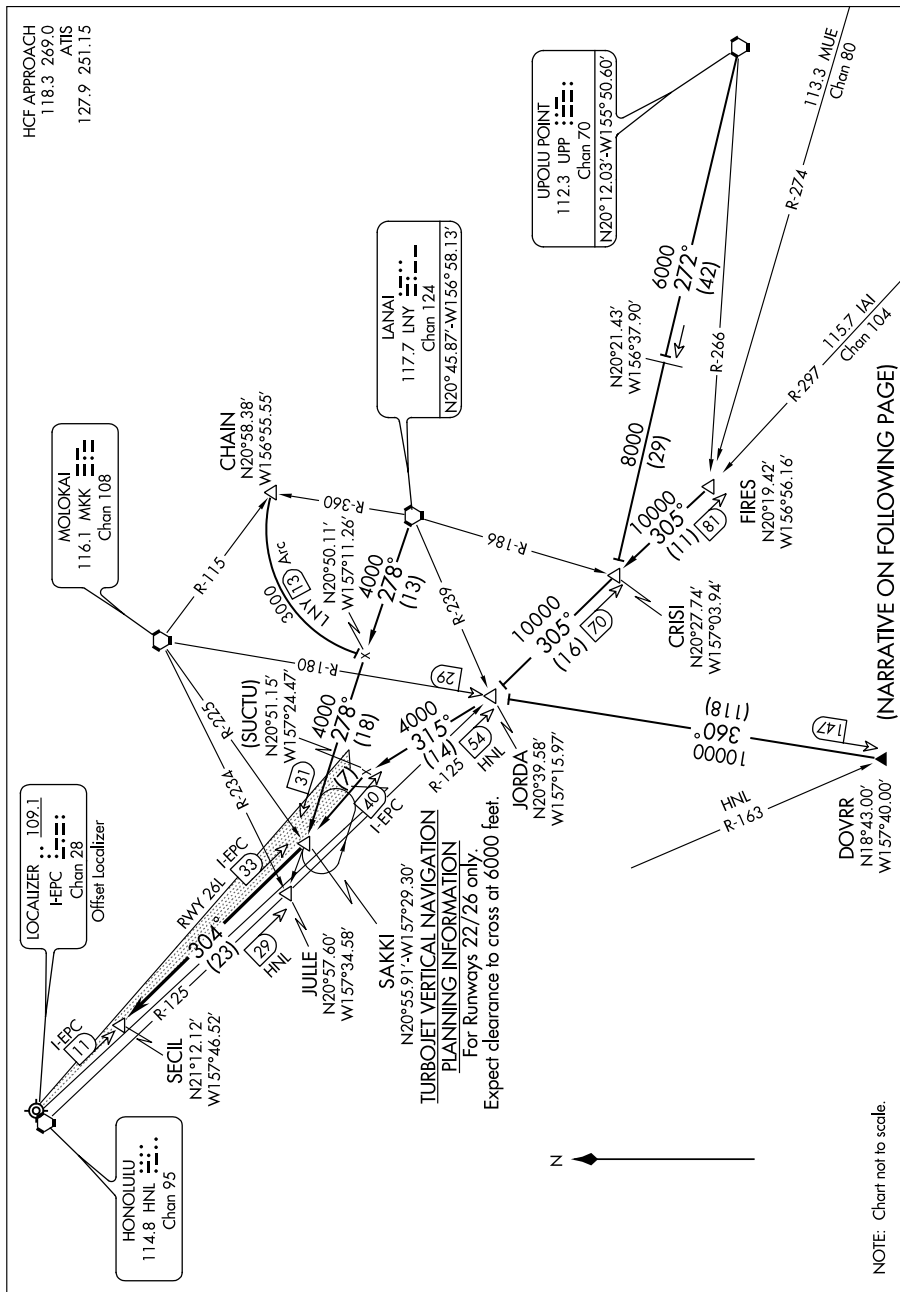 HCF APPROACH
118.3 269.0
ATIS
127.9 251.15
LOCALIZER 109.1
I-EPC
Chan 28
Offset Localizer
HONOLULU
114.8 HNL
Chan 95
MOLOKAI
116.1 MKK
Chan 108
LANAI
117.7 LNY
Chan 124
N20°45.87'-W156°58.13'
UPOLU POINT
112.3 UPP
Chan 70
N20°12.03'-W155°50.60'
CHAIN
N20°58.38'
W156°55.55'
R-115
R-360
3000
LNY 13 Arc
N20°50.11'
W157°11.26'
4000
278°
(13)
x
4000
278°
(18)
R-180
R-225
R-234
R-239
R-186
29
(SUCTU)
N20°51.15'
W157°24.47'
31
(7)
40
I-EPC
4000
315°
(14)
R-125
54
HNL
I-EPC
33
RWY 26L
304°
(23)
R-125
29
HNL
I-EPC
11
SECIL
N21°12.12'
W157°46.52'
JULLE
N20°57.60'
W157°34.58'
SAKKI
N20°55.91'-W157°29.30'
JORDA
N20°39.58'
W157°15.97'
10000
305°
(16)
70
CRISI
N20°27.74'
W157°03.94'
10000
305°
(11)
81
FIRES
N20°19.42'
W156°56.16'
8000
(29)
N20°21.43'
W156°37.90'
6000
272°
(42)
R-266
R-274
113.3 MUE
Chan 80
R-297
115.7 IAI
Chan 104
10000
360°
(118)
147
HNL
R-163
DOVRR
N18°43.00'
W157°40.00'
TURBOJET VERTICAL NAVIGATION
PLANNING INFORMATION
For Runways 22/26 only.
Expect clearance to cross at 6000 feet.
N
(NARRATIVE ON FOLLOWING PAGE)
NOTE: Chart not to scale.